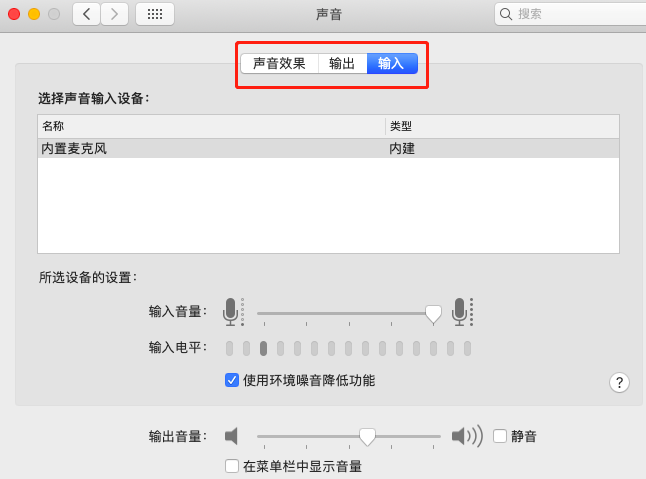 声音
搜索
声音效果 输出 输入
选择声音输入设备：
名称 类型
内置麦克风 内建
所选设备的设置：
输入音量：
输入电平：
使用环境噪音降低功能
?
输出音量： 静音
在菜单栏中显示音量